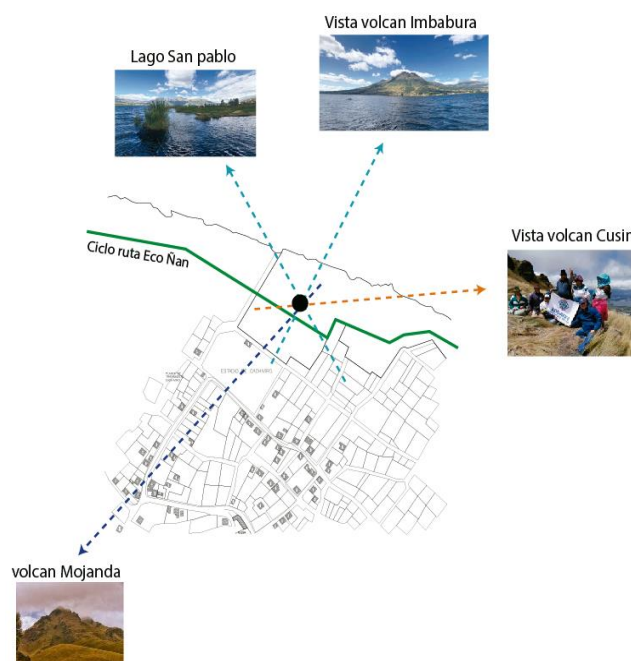 Vista volcan Imbabura
Lago San pablo
Vista volcan Cusin
Ciclo ruta Eco Ñan
volcan Mojanda